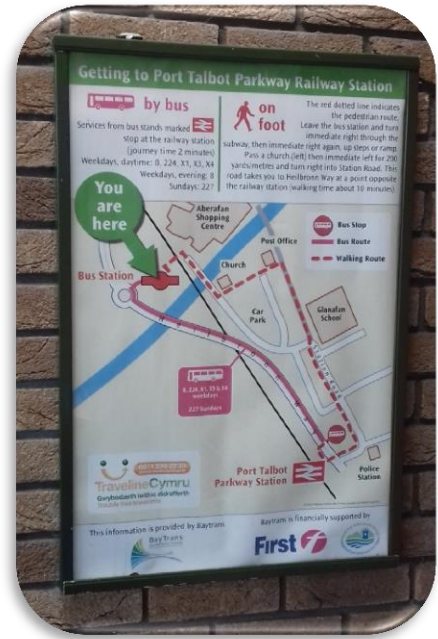 Getting to Port Talbot Parkway Railway Station
by bus
Services from bus stands marked
stop at the railway station
(journey time 2 minutes)
Weekdays, daytime: 8, 224, X1, X3, X4
Weekdays, evening: 8
Sundays: 227
on
foot
The red dotted line indicates
the pedestrian route.
Leave the bus station and turn
immediate right through the
subway, then immediate right again, up steps or ramp.
Pass a church (left) then immediate left for 200
yards/metres and turn right into Station Road. This
road takes you to Heilbronn Way at a point opposite
the railway station (walking time about 10 minutes).
You
are
here
Aberafan
Shopping
Centre
Post Office
Bus Stop
Bus Route
Walking Route
Bus Station
Church
Car
Park
Glanafan
School
weekdays
227 Sundays
Port Talbot
Parkway Station
Police
Station
TravelineCymru
This information is provided by Baytrans
BayTrans
Baytrans is financially supported by
First